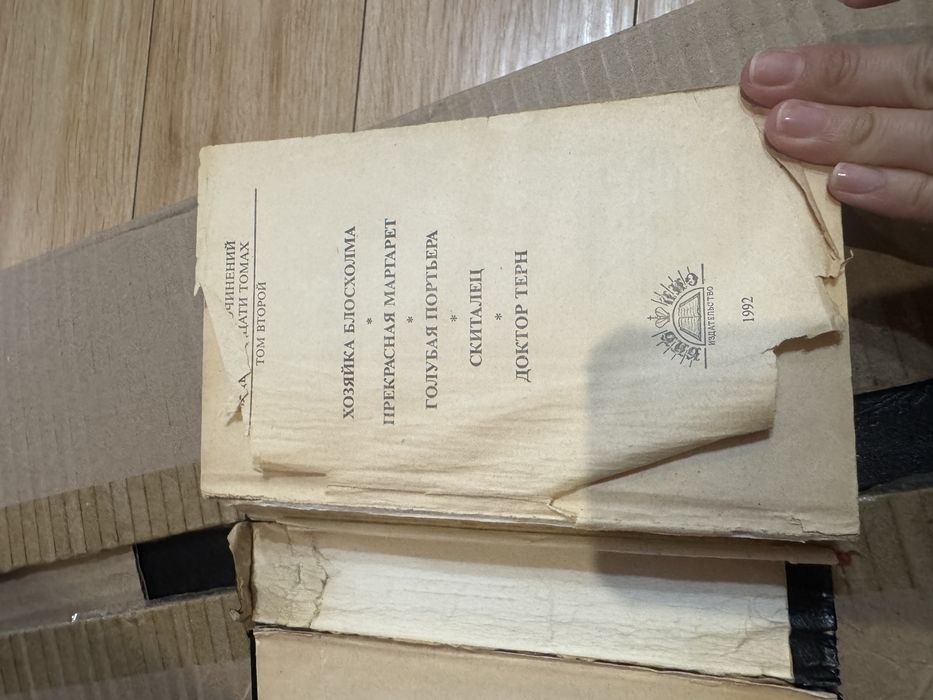 ТОМ ВТОРОЙ
ХОЗЯЙКА БЛОСХОЛМА
*
ПРЕКРАСНАЯ МАРГАРЕТ
*
ГОЛУБАЯ ПОРТЬЕРА
*
СКИТАЛЕЦ
*
ДОКТОР ТЕРН
ИЗДАТЕЛЬСТВО
1992